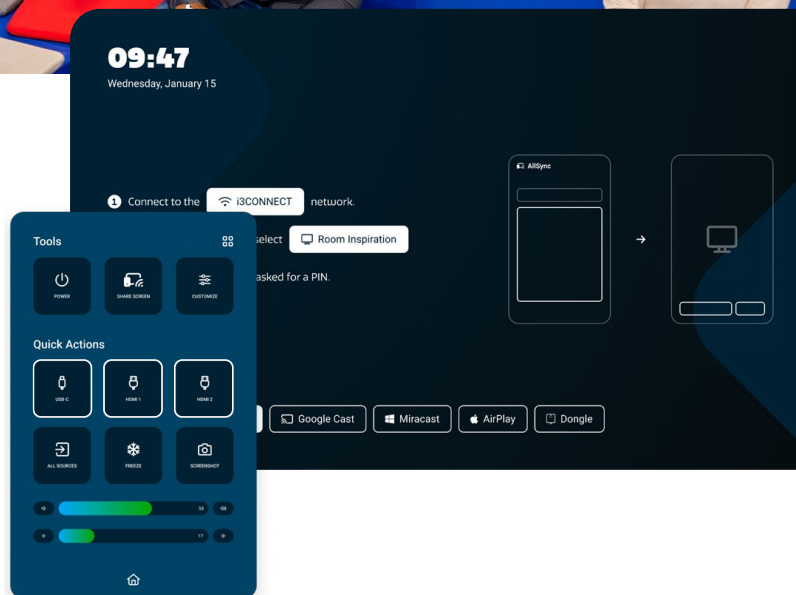 09:47
Wednesday, January 15
AllSync
1 Connect to the i3CONNECT network.
select Room Inspiration
asked for a PIN.
Google Cast
Miracast
AirPlay
Dongle
Tools
POWER
SHARE SCREEN
CUSTOMIZE
Quick Actions
USB-C
HDMI 1
HDMI 2
ALL SOURCES
FREEZE
SCREENSHOT
58
17